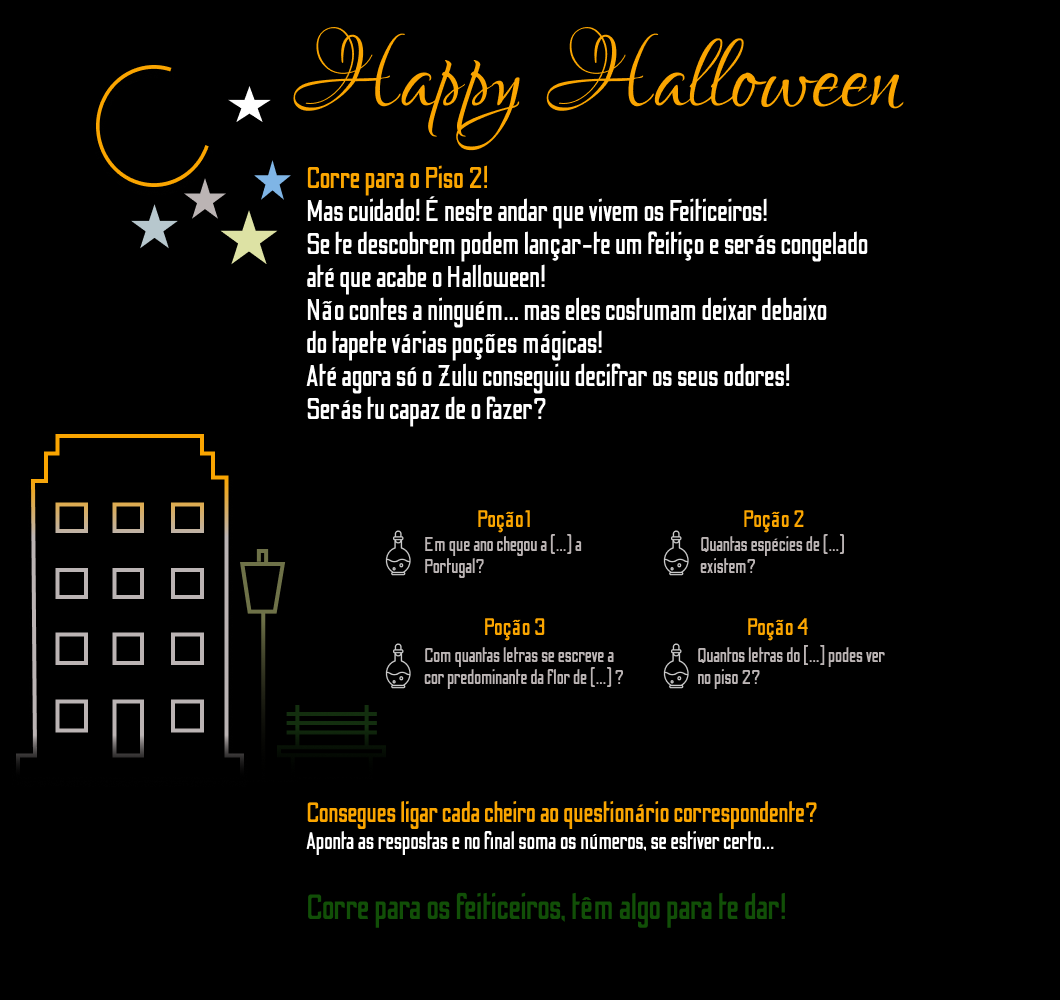 Happy Halloween
Corre para o Piso 2!
Mas cuidado! É neste andar que vivem os Feiticeiros!
Se te descobrem podem lançar-te um feitiço e serás congelado
até que acabe o Halloween!
Não contes a ninguém... mas eles costumam deixar debaixo
do tapete várias poções mágicas!
Até agora só o Zulu conseguiu decifrar os seus odores!
Serás tu capaz de o fazer?
Poção1
Em que ano chegou a [...] a
Portugal?
Poção 2
Quantas espécies de [...]
existem?
Poção 3
Com quantas letras se escreve a
cor predominante da flor de [...] ?
Poção 4
Quantos letras do [...] podes ver
no piso 2?
Consegues ligar cada cheiro ao questionário correspondente?
Aponta as respostas e no final soma os números, se estiver certo...
Corre para os feiticeiros, têm algo para te dar!